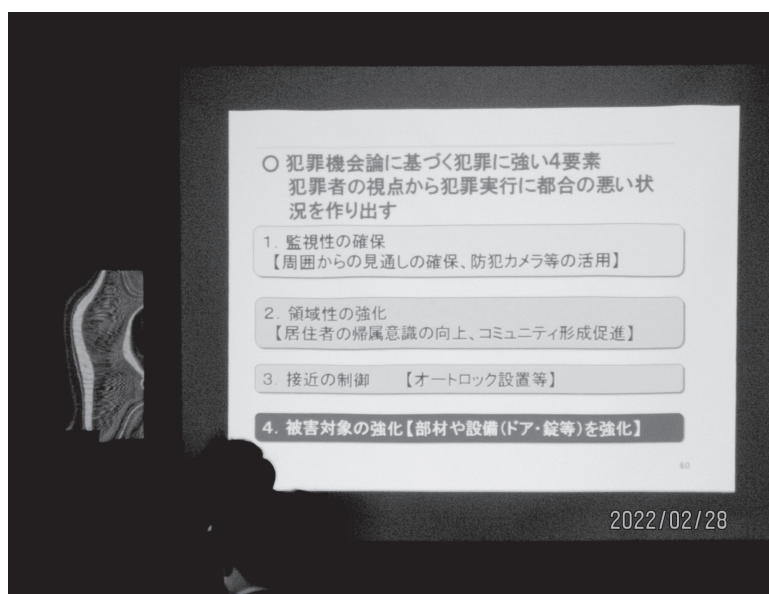 ○ 犯罪機会論に基づく犯罪に強い4要素
犯罪者の視点から犯罪実行に都合の悪い状
況を作り出す
1. 監視性の確保
【周囲からの見通しの確保、防犯カメラ等の活用】
2. 領域性の強化
【居住者の帰属意識の向上、コミュニティ形成促進】
3. 接近の制御 【オートロック設置等】
4. 被害対象の強化【部材や設備(ドア・錠等)を強化】
60
2022/02/28